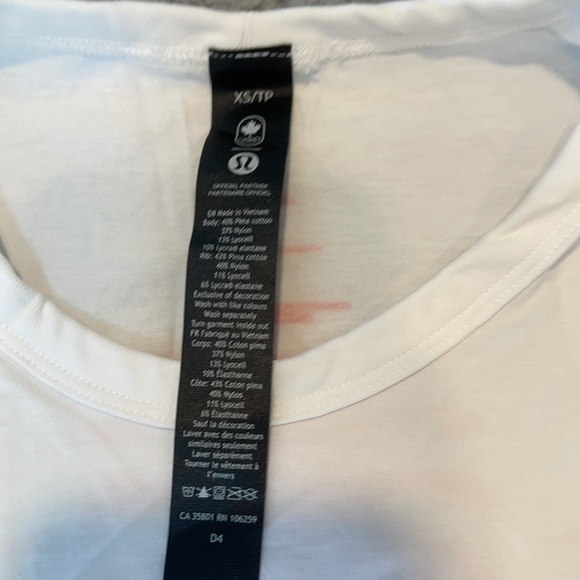 XS/TP
OFFICIAL PARTNER
PARTENAIRE OFFICIEL
EN Made in Vietnam
Body: 40% Pima cotton
37% Nylon
13% Lyocell
10% Lycra® elastane
Rib: 43% Pima cotton
40% Nylon
11% Lyocell
6% Lycra® elastane
Exclusive of decoration
Wash with like colours
Wash separately
Turn garment inside out
FR Fabriqué au Vietnam
Corps: 40% Coton pima
37% Nylon
13% Lyocell
10% Élasthanne
Côte: 43% Coton pima
40% Nylon
11% Lyocell
6% Élasthanne
Sauf la décoration
Laver avec des couleurs
similaires seulement
Laver séparément
Tourner le vêtement à
l'envers
CA 35801 RN 106259
D4